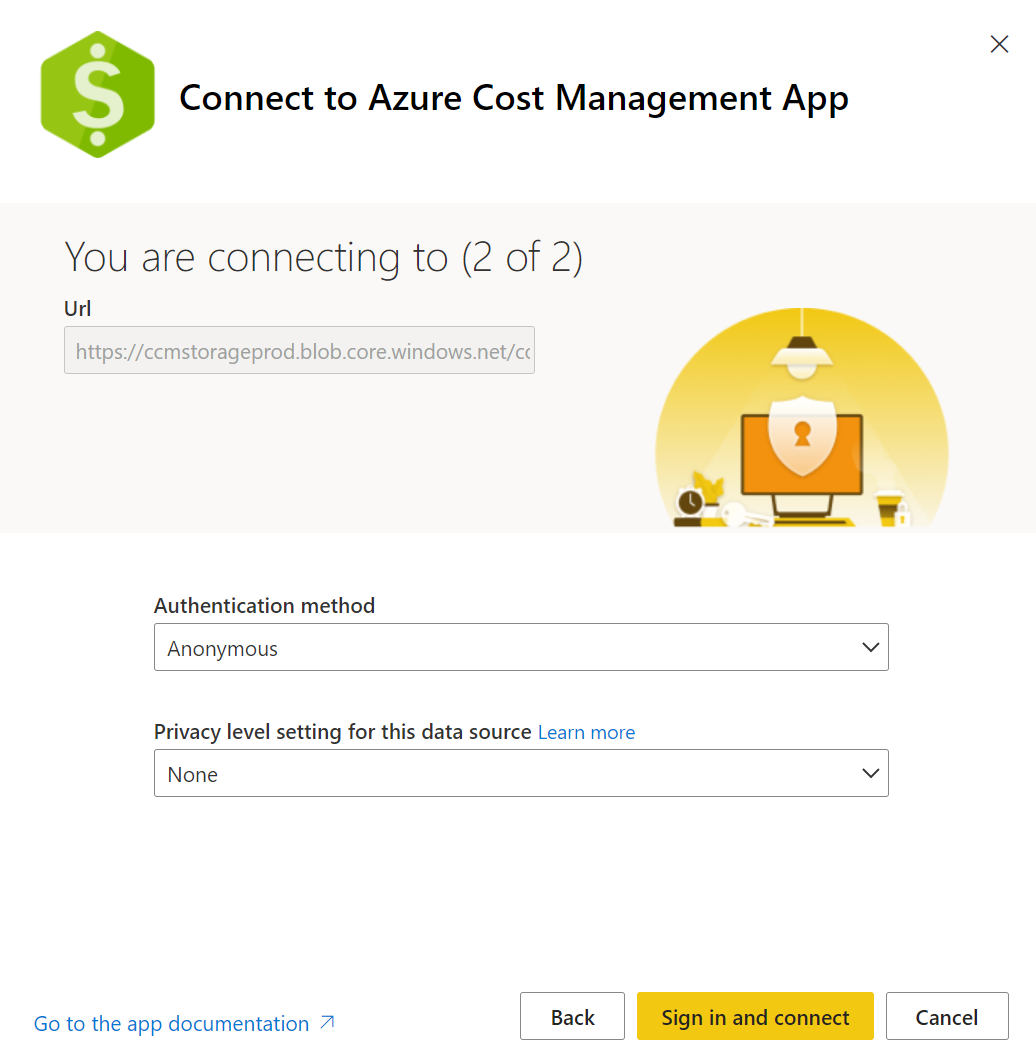 Connect to Azure Cost Management App
You are connecting to (2 of 2)
Url
https://ccmstorageprod.blob.core.windows.net/cc
Authentication method
Anonymous
Privacy level setting for this data source Learn more
None
Go to the app documentation
Back
Sign in and connect
Cancel